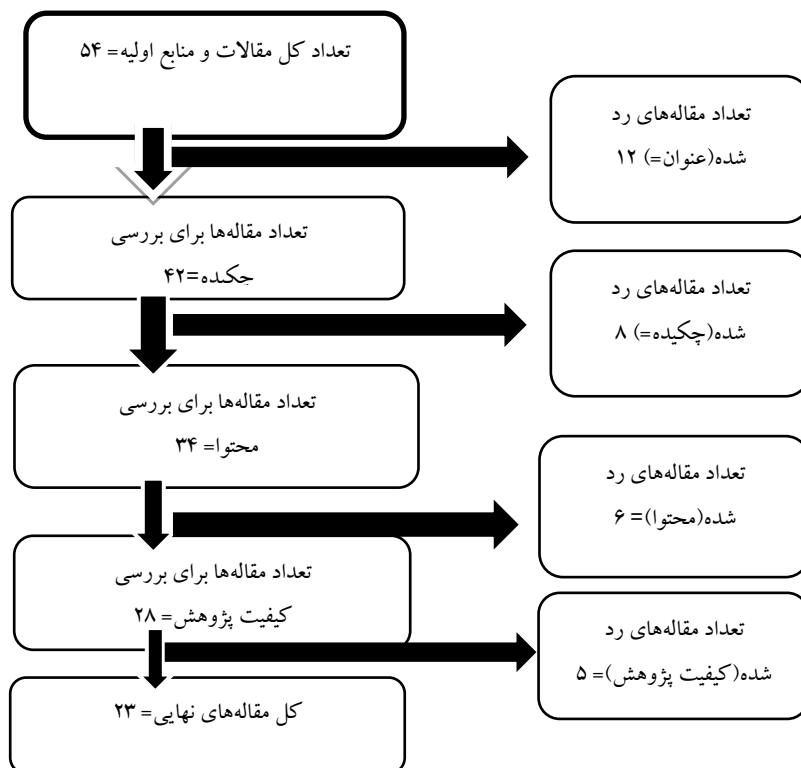 تعداد کل مقالات و منابع اولیه= ۵۴
تعداد مقاله‌های رد
شده(عنوان=) ۱۲
تعداد مقاله‌ها برای بررسی
چکیده=۴۲
تعداد مقاله‌های رد
شده(چکیده=) ۸
تعداد مقاله‌ها برای بررسی
محتوا= ۳۴
تعداد مقاله‌های رد
شده(محتوا)= ۶
تعداد مقاله‌ها برای بررسی
کیفیت پژوهش= ۲۸
تعداد مقاله‌های رد
شده(کیفیت پژوهش)= ۵
کل مقاله‌های نهایی= ۲۳